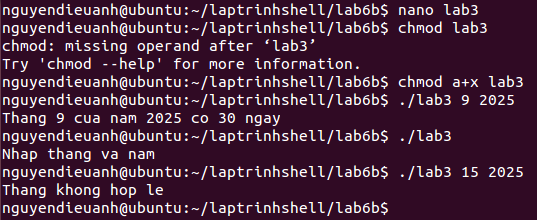 nguyendieuanh@ubuntu:~/laptrinhshell/lab6b$ nano lab3
nguyendieuanh@ubuntu:~/laptrinhshell/lab6b$ chmod lab3
chmod: missing operand after ‘lab3’
Try 'chmod --help' for more information.
nguyendieuanh@ubuntu:~/laptrinhshell/lab6b$ chmod a+x lab3
nguyendieuanh@ubuntu:~/laptrinhshell/lab6b$ ./lab3 9 2025
Thang 9 cua nam 2025 co 30 ngay
nguyendieuanh@ubuntu:~/laptrinhshell/lab6b$ ./lab3
Nhap thang va nam
nguyendieuanh@ubuntu:~/laptrinhshell/lab6b$ ./lab3 15 2025
Thang khong hop le
nguyendieuanh@ubuntu:~/laptrinhshell/lab6b$